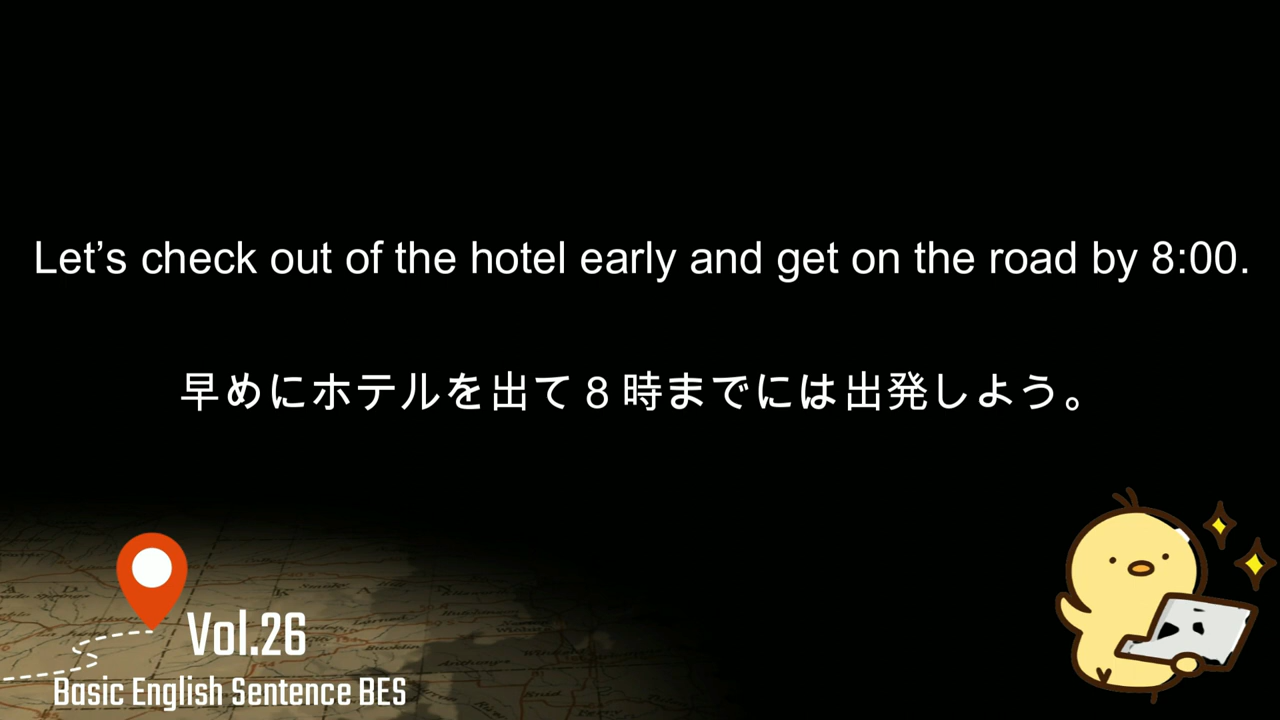 Let’s check out of the hotel early and get on the road by 8:00.
早めにホテルを出て８時までには出発しよう。
Vol.26
Basic English Sentence BES